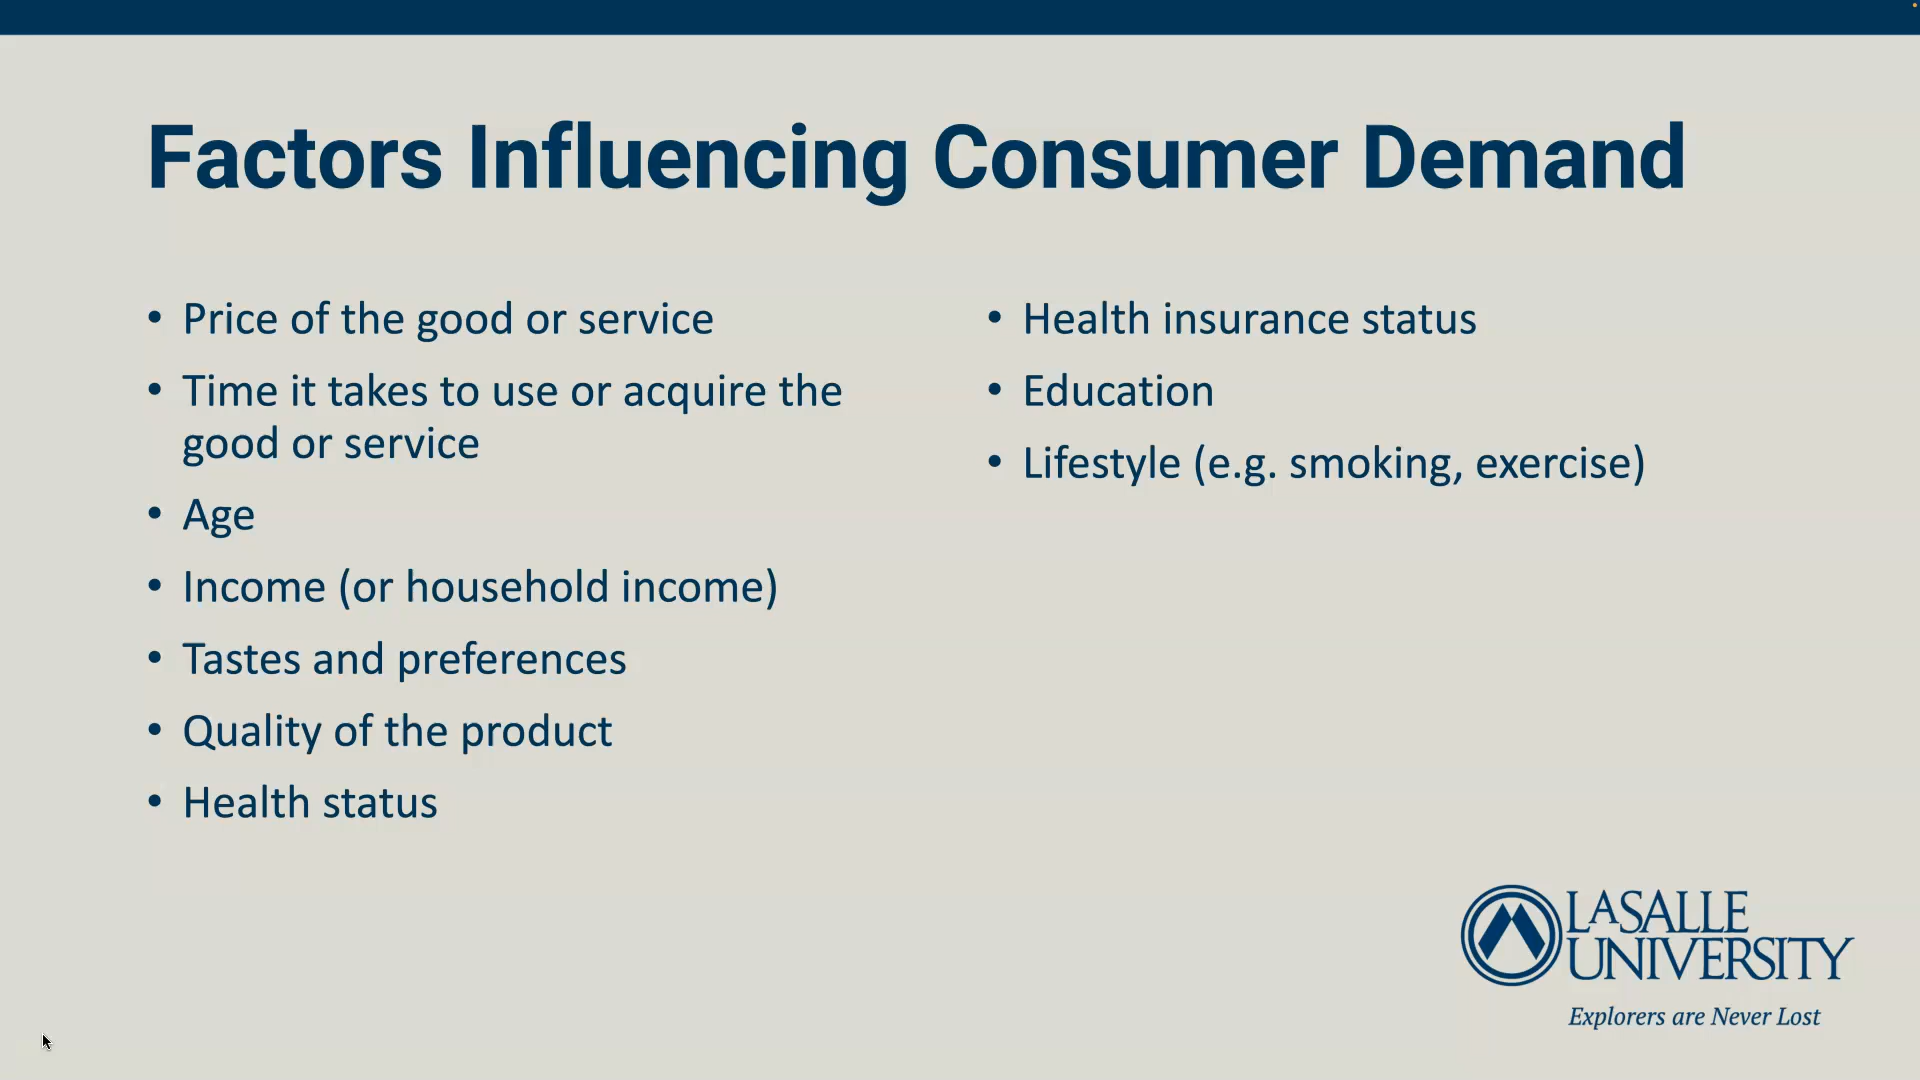 Factors Influencing Consumer Demand
• Price of the good or service
• Time it takes to use or acquire the
good or service
• Age
• Income (or household income)
• Tastes and preferences
• Quality of the product
• Health status
• Health insurance status
• Education
• Lifestyle (e.g. smoking, exercise)
LASALLE
UNIVERSITY
Explorers are Never Lost